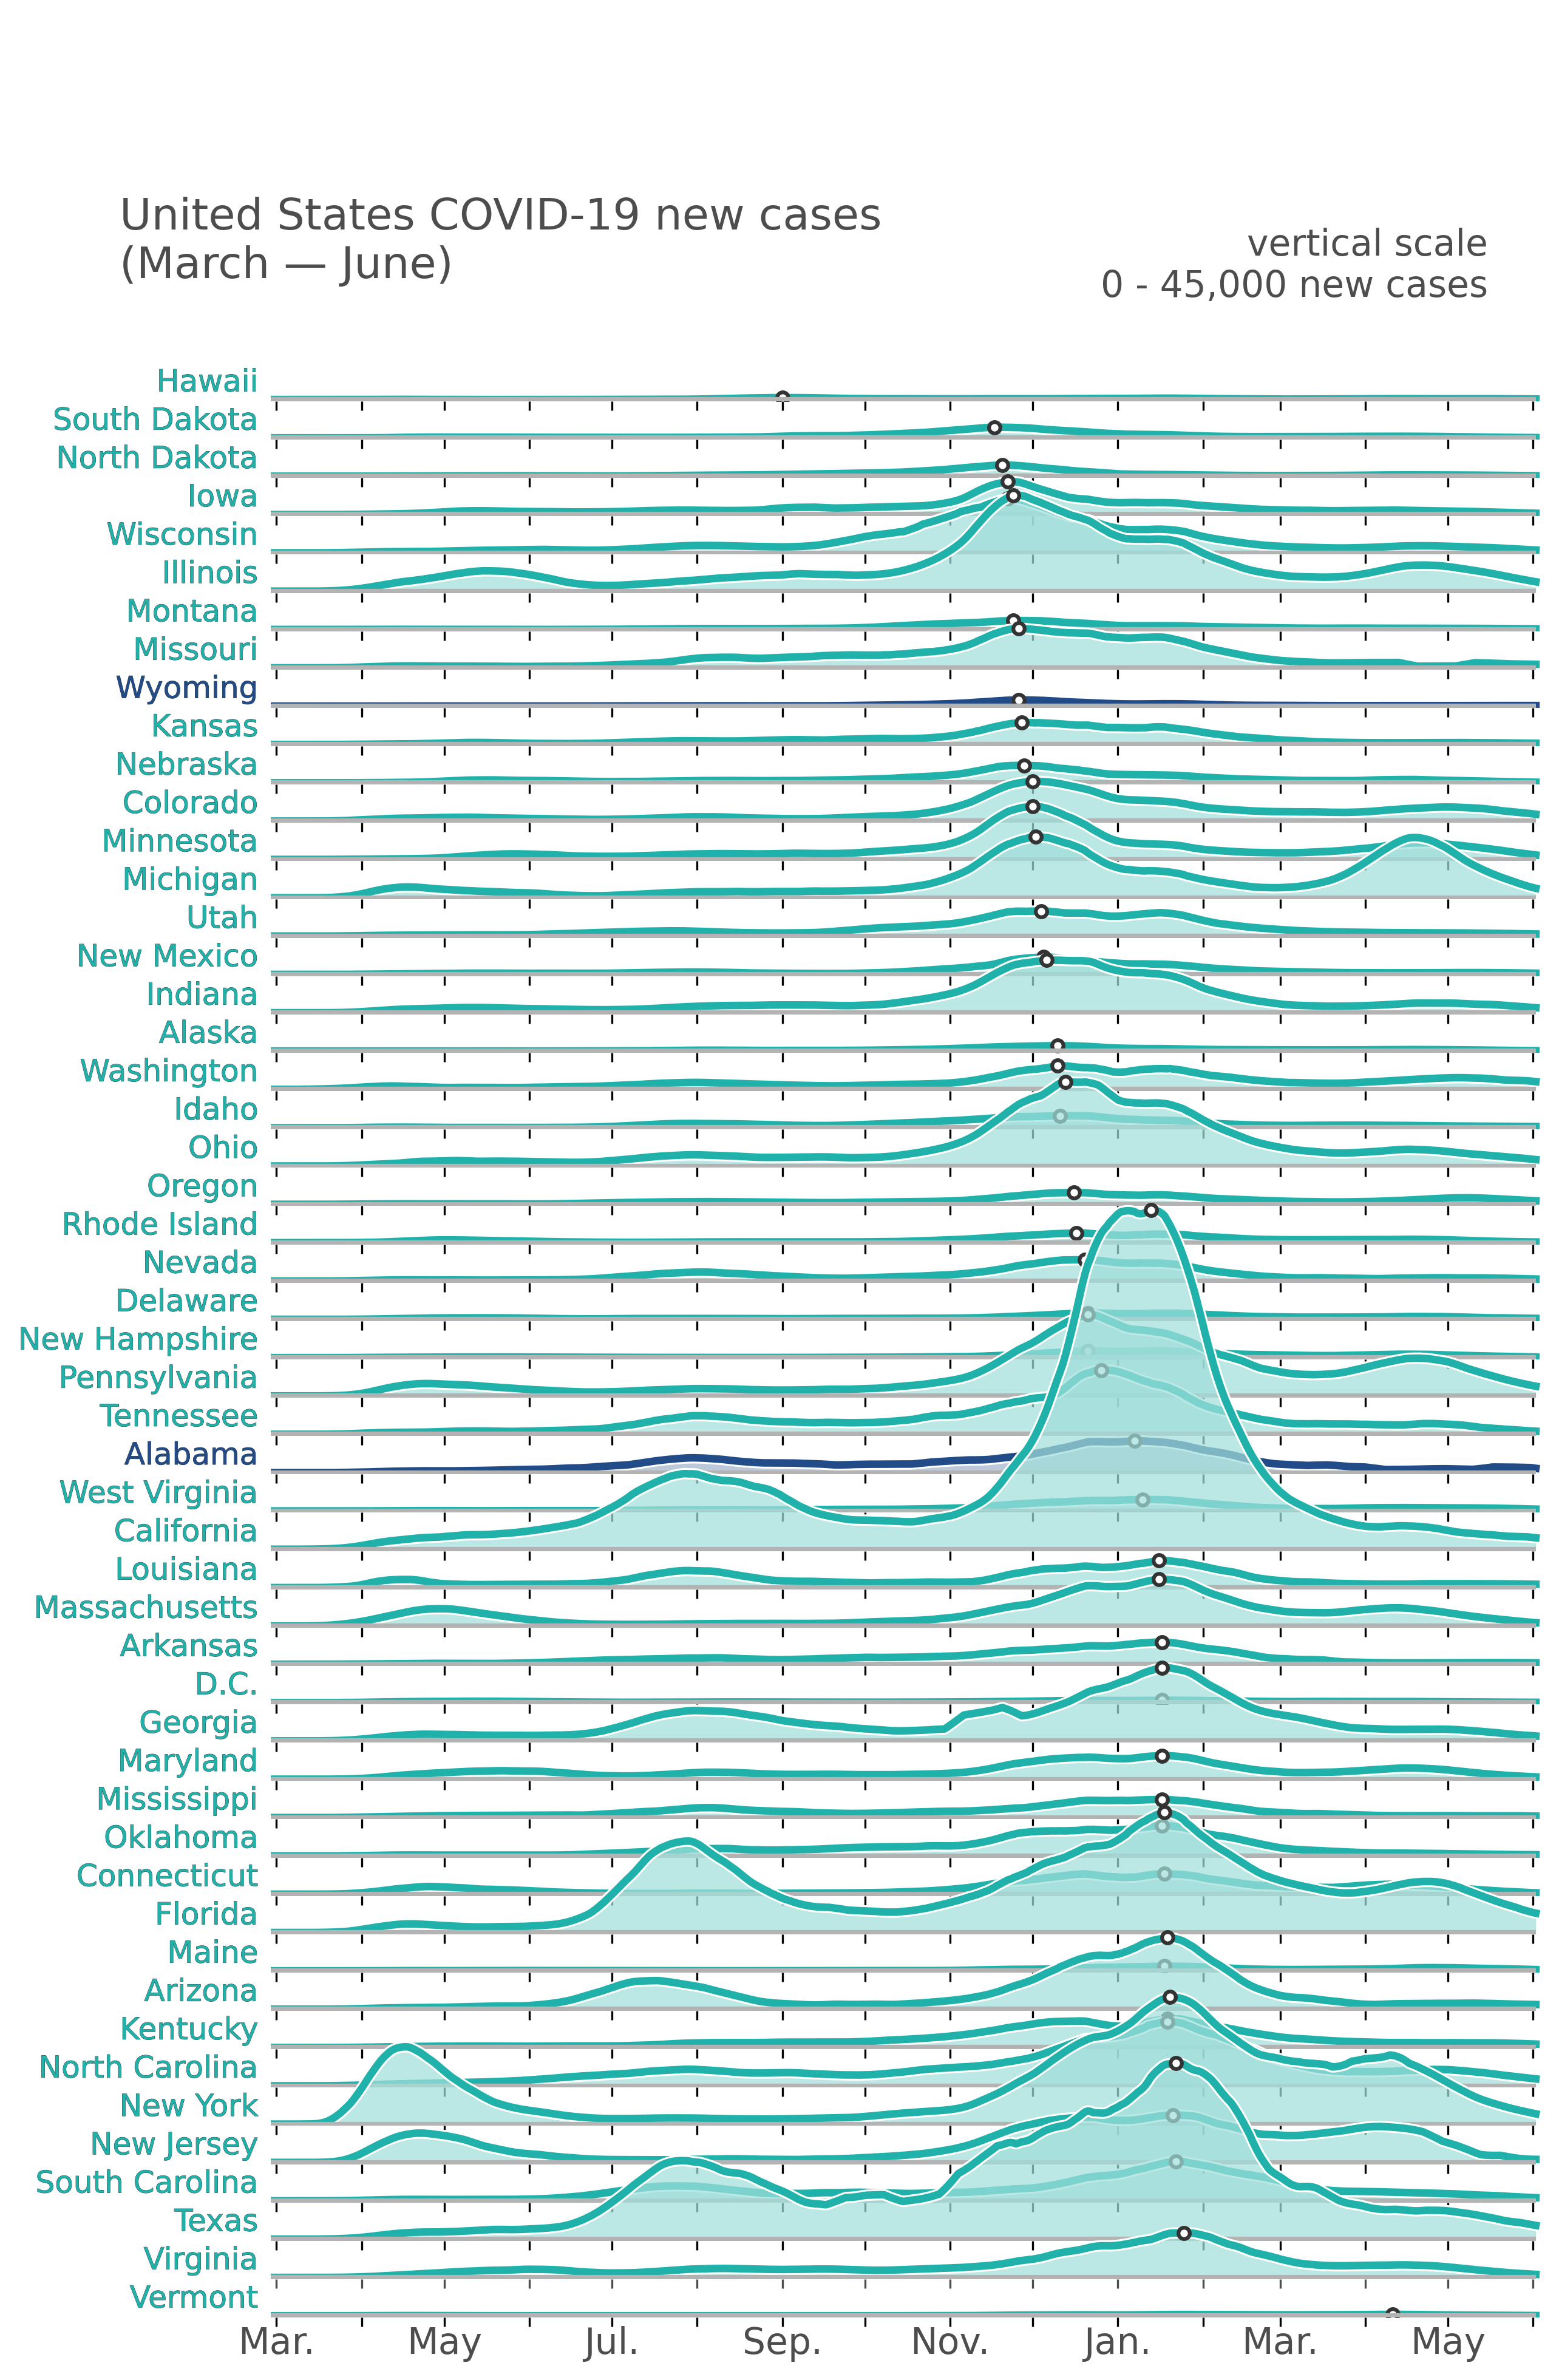 United States COVID-19 new cases
(March — June)
vertical scale
0 - 45,000 new cases
Hawaii
South Dakota
North Dakota
Iowa
Wisconsin
Illinois
Montana
Missouri
Wyoming
Kansas
Nebraska
Colorado
Minnesota
Michigan
Utah
New Mexico
Indiana
Alaska
Washington
Idaho
Ohio
Oregon
Rhode Island
Nevada
Delaware
New Hampshire
Pennsylvania
Tennessee
Alabama
West Virginia
California
Louisiana
Massachusetts
Arkansas
D.C.
Georgia
Maryland
Mississippi
Oklahoma
Connecticut
Florida
Maine
Arizona
Kentucky
North Carolina
New York
New Jersey
South Carolina
Texas
Virginia
Vermont
Mar. May Jul. Sep. Nov. Jan. Mar. May